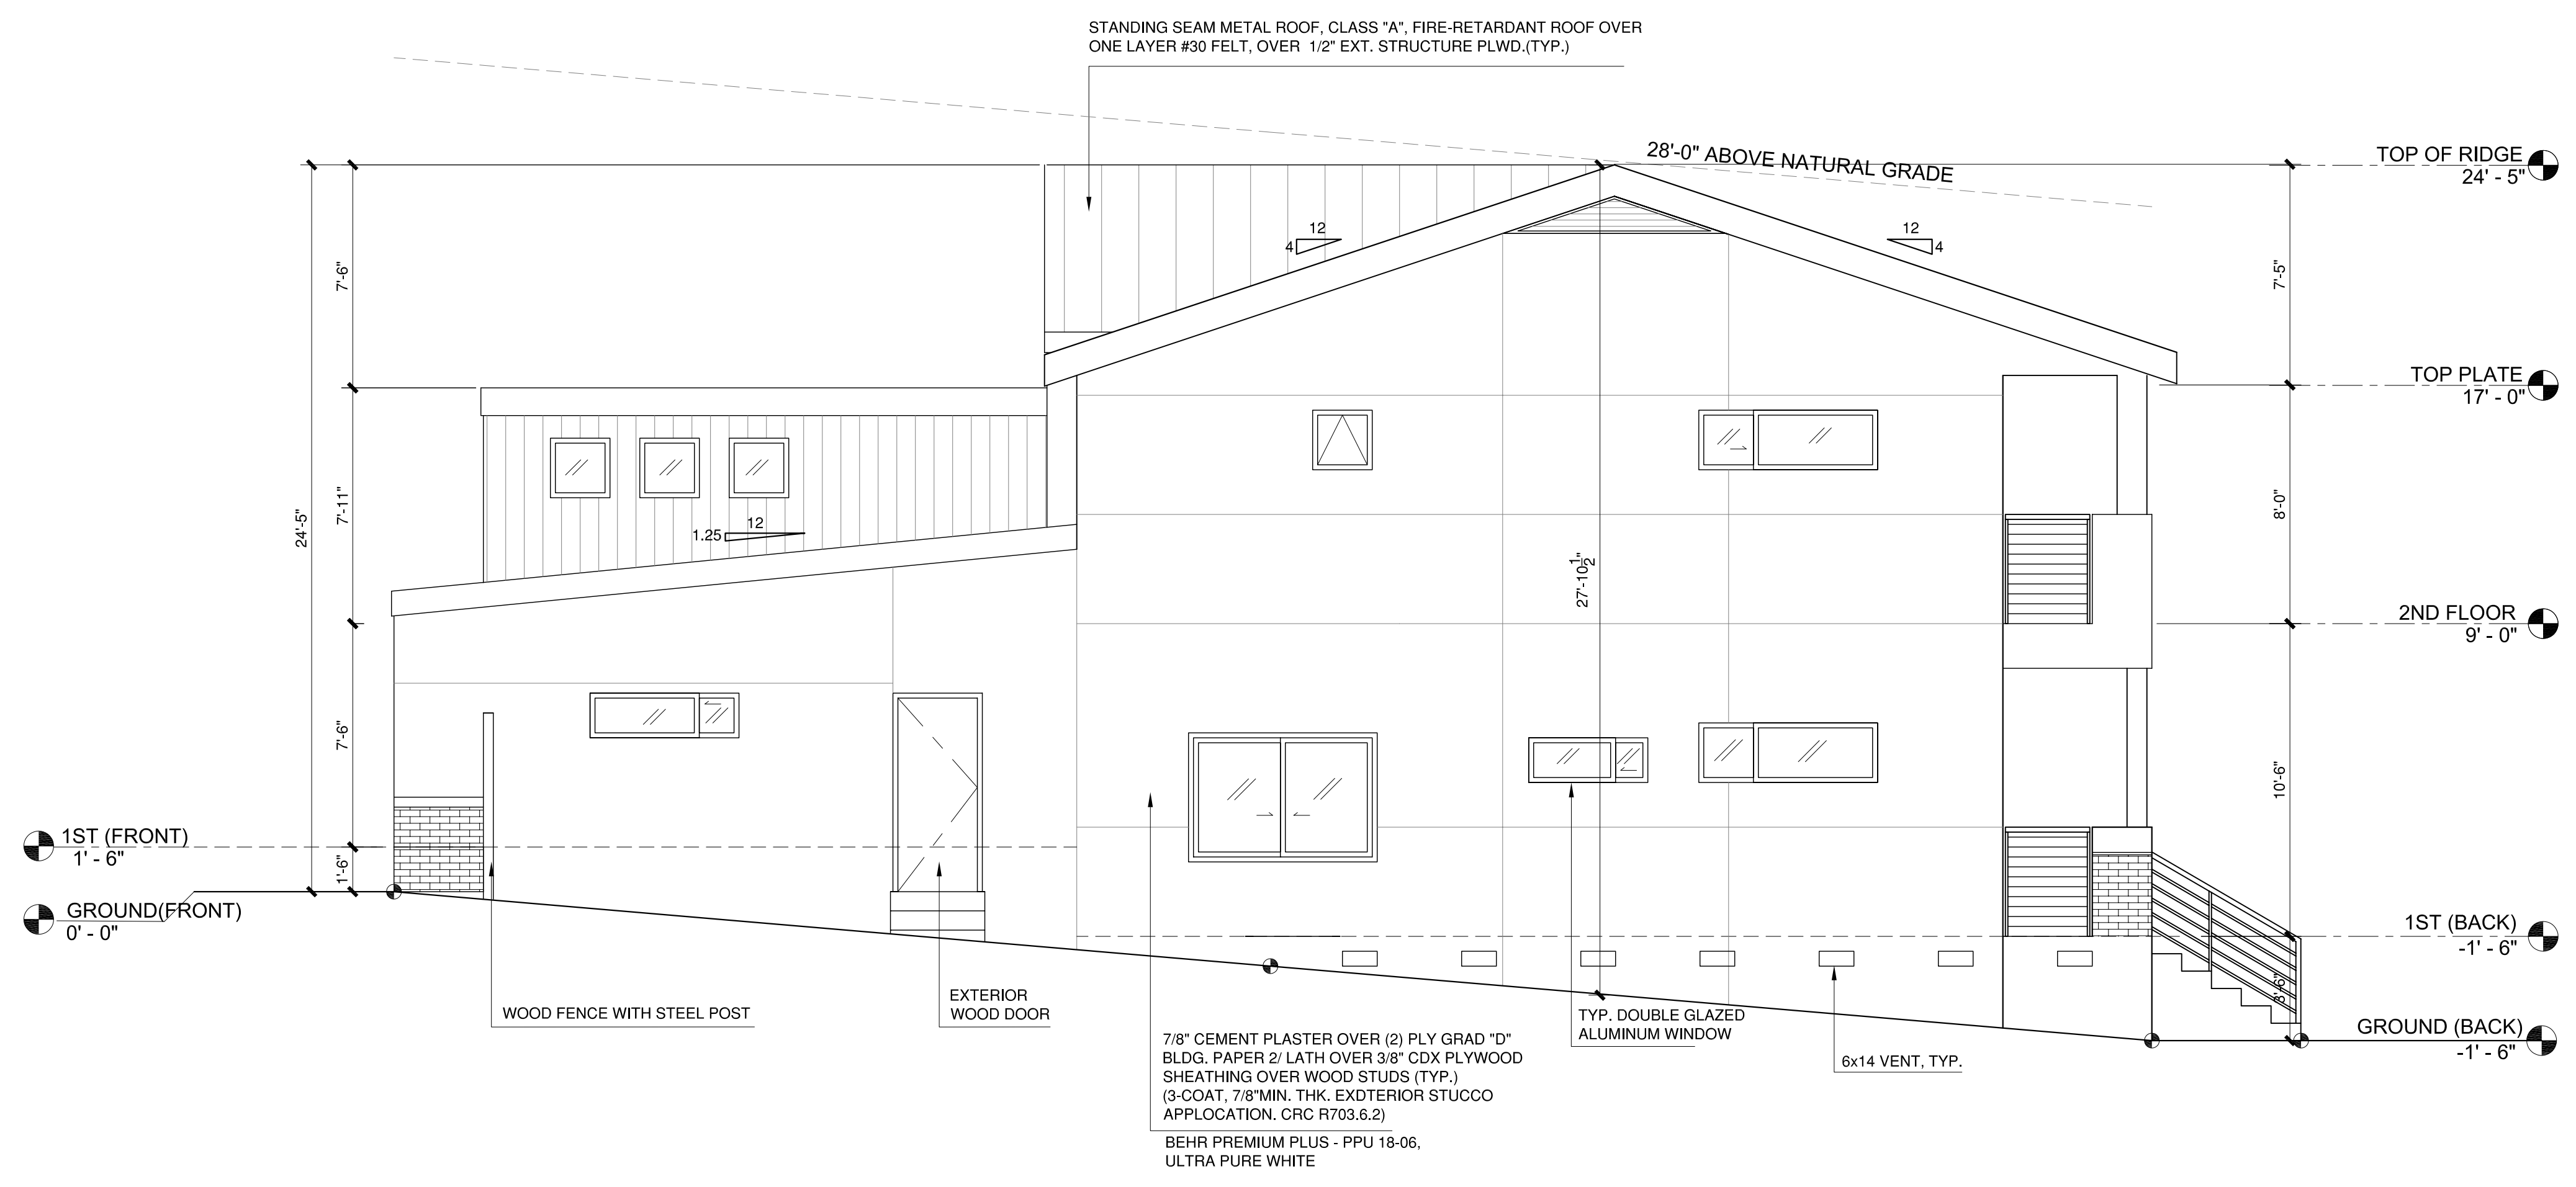 STANDING SEAM METAL ROOF, CLASS "A", FIRE-RETARDANT ROOF OVER
ONE LAYER #30 FELT, OVER 1/2" EXT. STRUCTURE PLWD.(TYP.)
28'-0" ABOVE NATURAL GRADE
TOP OF RIDGE
24' - 5"
12
4
12
4
7'-6"
7'-5"
TOP PLATE
17' - 0"
24'-5"
7'-11"
12
1.25
27'-10 1/2"
8'-0"
2ND FLOOR
9' - 0"
7'-6"
10'-6"
1ST (FRONT)
1' - 6"
1'-6"
GROUND(FRONT)
0' - 0"
1ST (BACK)
-1' - 6"
3'-6"
GROUND (BACK)
-1' - 6"
WOOD FENCE WITH STEEL POST
EXTERIOR
WOOD DOOR
7/8" CEMENT PLASTER OVER (2) PLY GRAD "D"
BLDG. PAPER 2/ LATH OVER 3/8" CDX PLYWOOD
SHEATHING OVER WOOD STUDS (TYP.)
(3-COAT, 7/8"MIN. THK. EXDTERIOR STUCCO
APPLOCATION. CRC R703.6.2)
BEHR PREMIUM PLUS - PPU 18-06,
ULTRA PURE WHITE
TYP. DOUBLE GLAZED
ALUMINUM WINDOW
6x14 VENT, TYP.